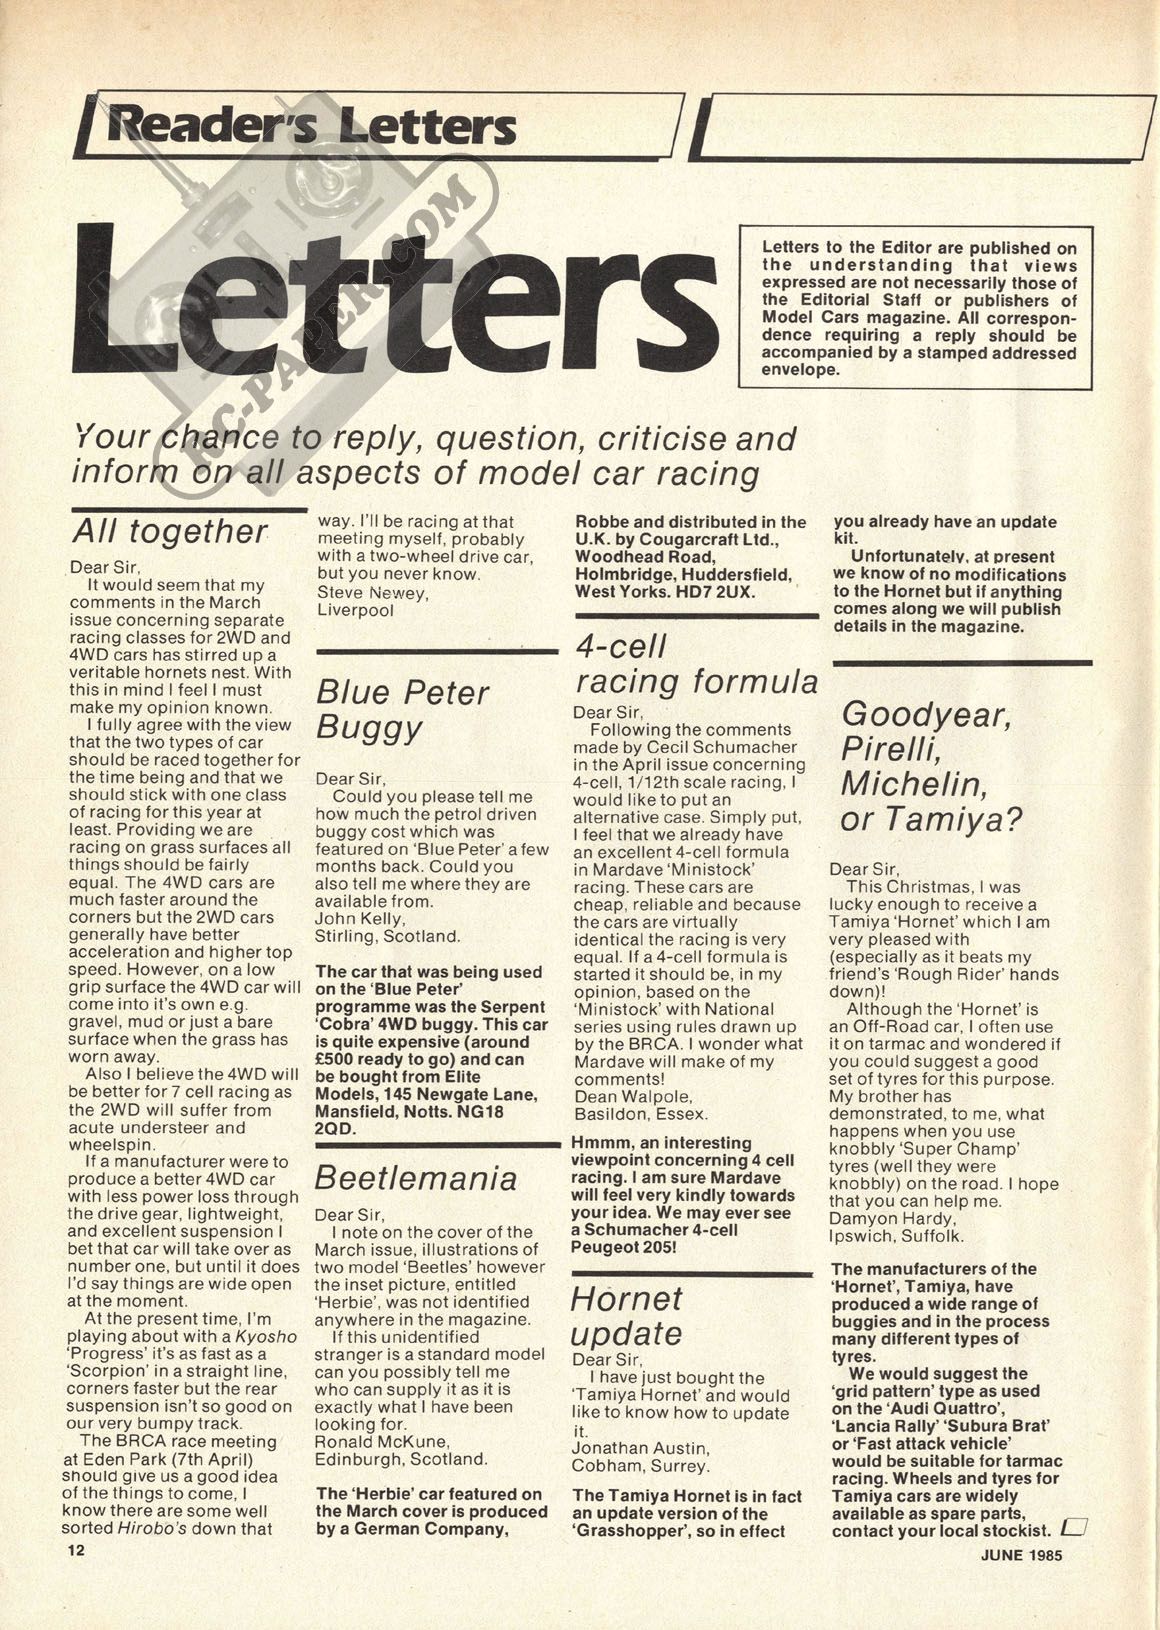 Reader's Letters
Letters
Letters to the Editor are published on
the understanding that views
expressed are not necessarily those of
the Editorial Staff or publishers of
Model Cars magazine. All correspon-
dence requiring a reply should be
accompanied by a stamped addressed
envelope.
RC-PAPER.COM
Your chance to reply, question, criticise and
inform on all aspects of model car racing
All together
Dear Sir,
It would seem that my
comments in the March
issue concerning separate
racing classes for 2WD and
4WD cars has stirred up a
veritable hornets nest. With
this in mind I feel I must
make my opinion known.
I fully agree with the view
that the two types of car
should be raced together for
the time being and that we
should stick with one class
of racing for this year at
least. Providing we are
racing on grass surfaces all
things should be fairly
equal. The 4WD cars are
much faster around the
corners but the 2WD cars
generally have better
acceleration and higher top
speed. However, on a low
grip surface the 4WD car will
come into it's own e.g.
gravel, mud or just a bare
surface when the grass has
worn away.
Also I believe the 4WD will
be better for 7 cell racing as
the 2WD will suffer from
acute understeer and
wheelspin.
If a manufacturer were to
produce a better 4WD car
with less power loss through
the drive gear, lightweight,
and excellent suspension I
bet that car will take over as
number one, but until it does
I'd say things are wide open
at the moment.
At the present time, I'm
playing about with a Kyosho
'Progress' it's as fast as a
'Scorpion' in a straight line,
corners faster but the rear
suspension isn't so good on
our very bumpy track.
The BRCA race meeting
at Eden Park (7th April)
should give us a good idea
of the things to come, I
know there are some well
sorted Hirobo's down that
way. I'll be racing at that
meeting myself, probably
with a two-wheel drive car,
but you never know.
Steve Newey,
Liverpool
Blue Peter
Buggy
Dear Sir,
Could you please tell me
how much the petrol driven
buggy cost which was
featured on 'Blue Peter' a few
months back. Could you
also tell me where they are
available from.
John Kelly,
Stirling, Scotland.
The car that was being used
on the 'Blue Peter'
programme was the Serpent
'Cobra' 4WD buggy. This car
is quite expensive (around
£500 ready to go) and can
be bought from Elite
Models, 145 Newgate Lane,
Mansfield, Notts. NG18
2QD.
Beetlemania
Dear Sir,
I note on the cover of the
March issue, illustrations of
two model 'Beetles' however
the inset picture, entitled
'Herbie', was not identified
anywhere in the magazine.
If this unidentified
stranger is a standard model
can you possibly tell me
who can supply it as it is
exactly what I have been
looking for.
Ronald McKune,
Edinburgh, Scotland.
The 'Herbie' car featured on
the March cover is produced
by a German Company,
Robbe and distributed in the
U.K. by Cougarcraft Ltd.,
Woodhead Road,
Holmbridge, Huddersfield,
West Yorks. HD7 2UX.
4-cell
racing formula
Dear Sir,
Following the comments
made by Cecil Schumacher
in the April issue concerning
4-cell, 1/12th scale racing, I
would like to put an
alternative case. Simply put,
I feel that we already have
an excellent 4-cell formula
in Mardave 'Ministock'
racing. These cars are
cheap, reliable and because
the cars are virtually
identical the racing is very
equal. If a 4-cell formula is
started it should be, in my
opinion, based on the
'Ministock' with National
series using rules drawn up
by the BRCA. I wonder what
Mardave will make of my
comments!
Dean Walpole,
Basildon, Essex.
Hmmm, an interesting
viewpoint concerning 4 cell
racing. I am sure Mardave
will feel very kindly towards
your idea. We may ever see
a Schumacher 4-cell
Peugeot 205!
Hornet
update
Dear Sir,
I have just bought the
'Tamiya Hornet' and would
like to know how to update
it.
Jonathan Austin,
Cobham, Surrey.
The Tamiya Hornet is in fact
an update version of the
'Grasshopper', so in effect
you already have an update
kit.
Unfortunately, at present
we know of no modifications
to the Hornet but if anything
comes along we will publish
details in the magazine.
Goodyear,
Pirelli,
Michelin,
or Tamiya?
Dear Sir,
This Christmas, I was
lucky enough to receive a
Tamiya 'Hornet' which I am
very pleased with
(especially as it beats my
friend's 'Rough Rider' hands
down)!
Although the 'Hornet' is
an Off-Road car, I often use
it on tarmac and wondered if
you could suggest a good
set of tyres for this purpose.
My brother has
demonstrated, to me, what
happens when you use
knobbly 'Super Champ'
tyres (well they were
knobbly) on the road. I hope
that you can help me.
Damyon Hardy,
Ipswich, Suffolk.
The manufacturers of the
'Hornet', Tamiya, have
produced a wide range of
buggies and in the process
many different types of
tyres.
We would suggest the
'grid pattern' type as used
on the 'Audi Quattro',
'Lancia Rally' 'Subura Brat'
or 'Fast attack vehicle'
would be suitable for tarmac
racing. Wheels and tyres for
Tamiya cars are widely
available as spare parts,
contact your local stockist.
12
JUNE 1985